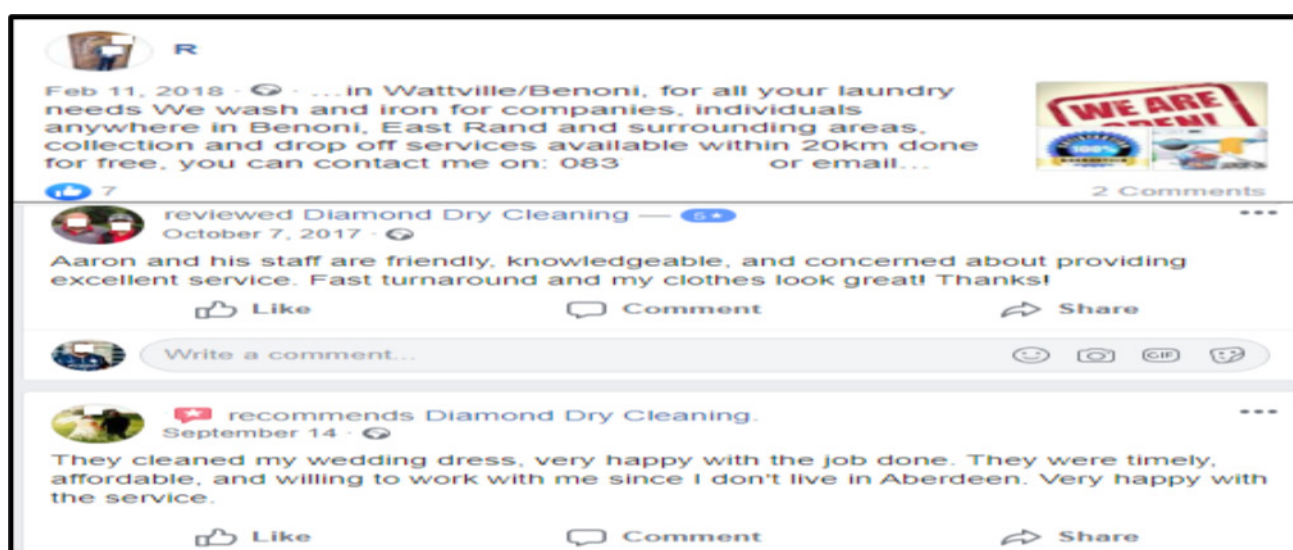 R
Feb 11, 2018 · ... in Wattville/Benoni, for all your laundry
needs We wash and iron for companies, individuals
anywhere in Benoni, East Rand and surrounding areas,
collection and drop off services available within 20km done
for free, you can contact me on: 083 or email...
WE ARE
OPEN!
100%
7
2 Comments
reviewed Diamond Dry Cleaning — 5★
October 7, 2017 ·
Aaron and his staff are friendly, knowledgeable, and concerned about providing
excellent service. Fast turnaround and my clothes look great! Thanks!
Like Comment Share
Write a comment...
GIF
recommends Diamond Dry Cleaning.
September 14 ·
They cleaned my wedding dress, very happy with the job done. They were timely,
affordable, and willing to work with me since I don't live in Aberdeen. Very happy with
the service.
Like Comment Share